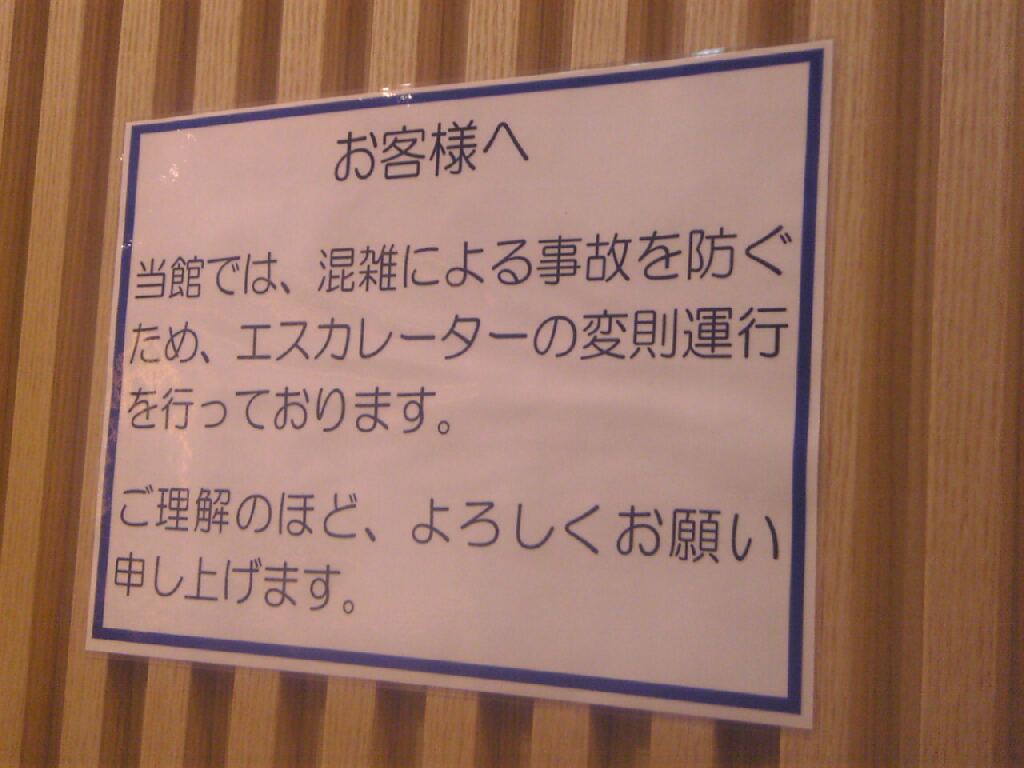 お客様へ
当館では、混雑による事故を防ぐ
ため、エスカレーターの変則運行
を行っております。
ご理解のほど、よろしくお願い
申し上げます。